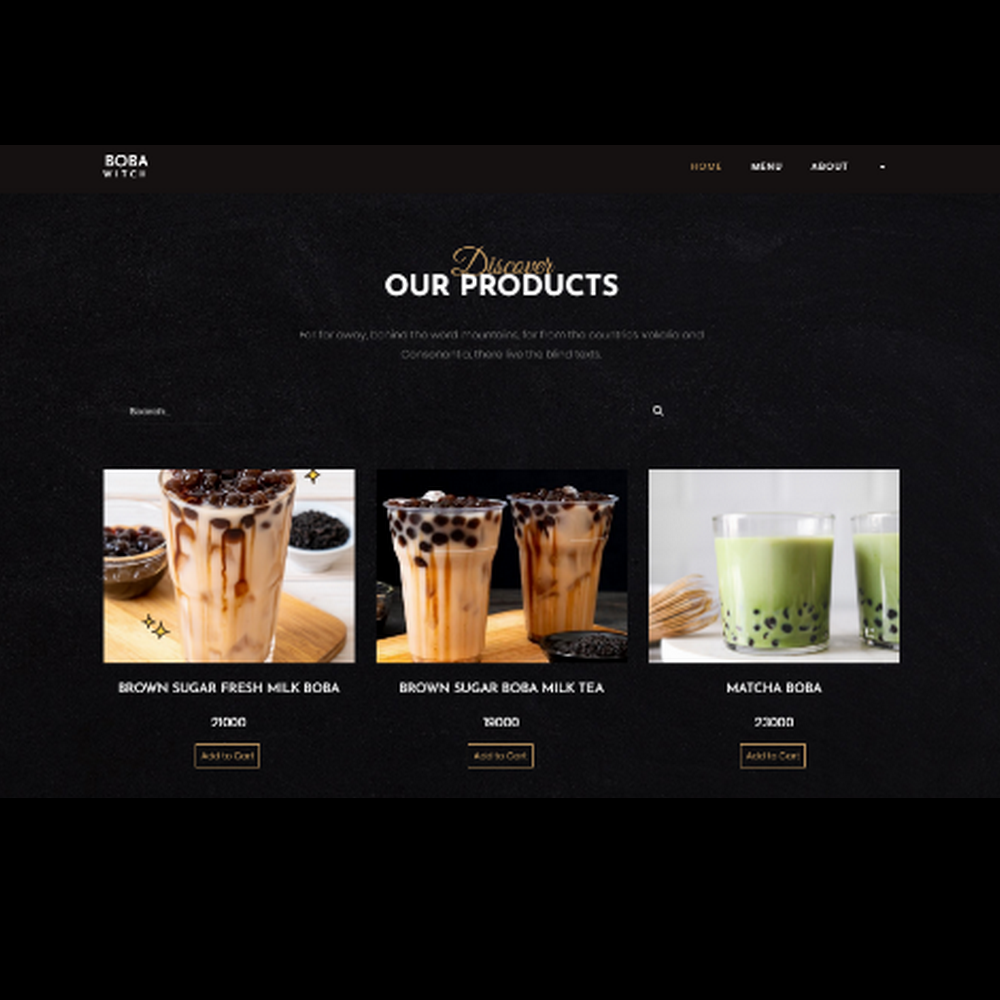 BOBA
WITCH
HOME MENU ABOUT
Discover
OUR PRODUCTS
Far far away, behind the word mountains, far from the countries Vokalia and
Consonantia, there live the blind texts.
Search...
BROWN SUGAR FRESH MILK BOBA
BROWN SUGAR BOBA MILK TEA
MATCHA BOBA
21000
19000
23000
Add to Cart
Add to Cart
Add to Cart